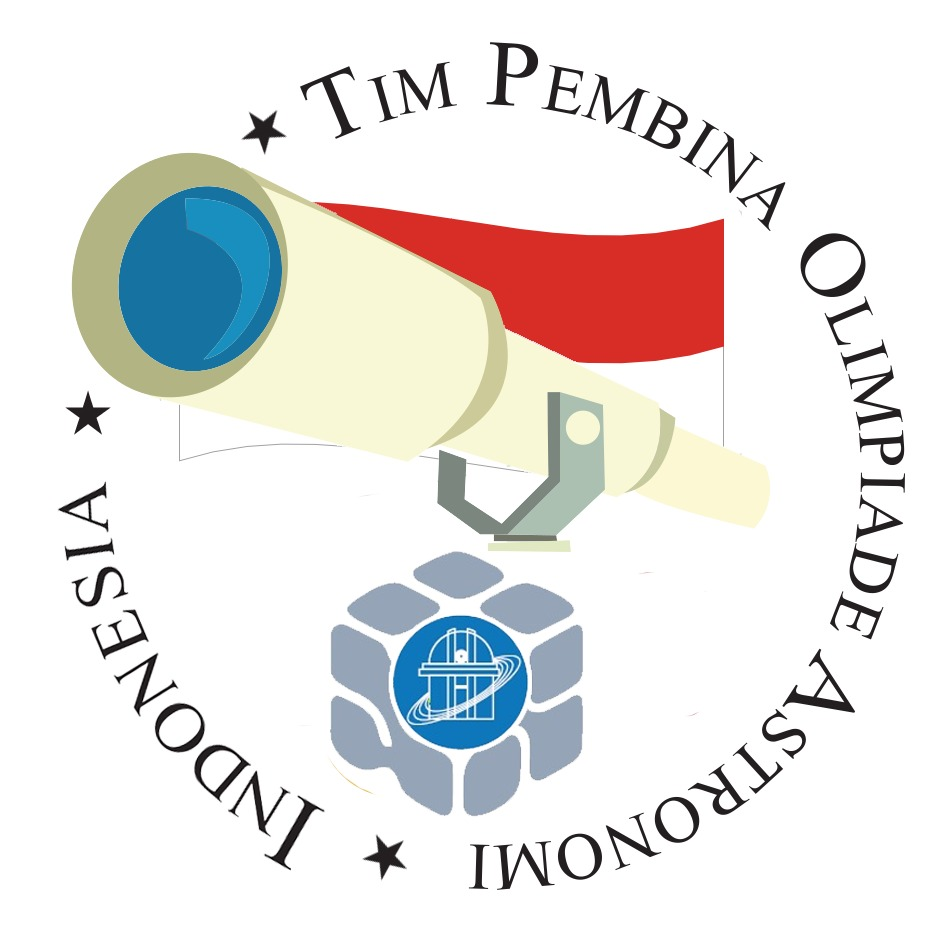 ★ TIM PEMBINA OLIMPIADE ASTRONOMI ★
INDONESIA ★